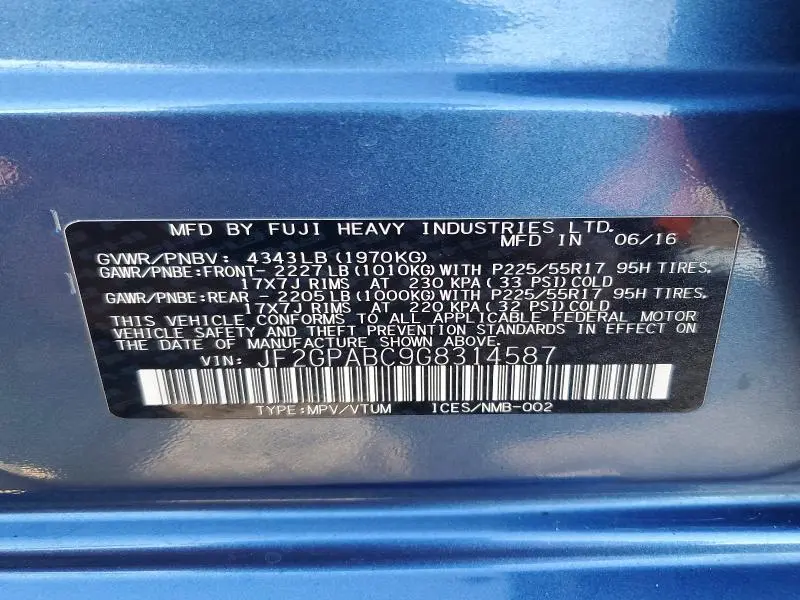 MFD BY FUJI HEAVY INDUSTRIES LTD.
MFD IN 06/16
GVWR/PNBV: 4343LB(1970KG)
GAWR/PNBE:FRONT- 2227LB(1010KG)WITH P225/55R17 95H TIRES.
17X7J RIMS AT 230 KPA(33 PSI)COLD
GAWR/PNBE:REAR - 2205LB(1000KG)WITH P225/55R17 95H TIRES.
17X7J RIMS AT 220 KPA(32 PSI)COLD
THIS VEHICLE CONFORMS TO ALL APPLICABLE FEDERAL MOTOR
VEHICLE SAFETY AND THEFT PREVENTION STANDARDS IN EFFECT ON
THE DATE OF MANUFACTURE SHOWN ABOVE.
VIN: JF2GPABC9G8314587
TYPE:MPV/VTUM ICES/NMB-002